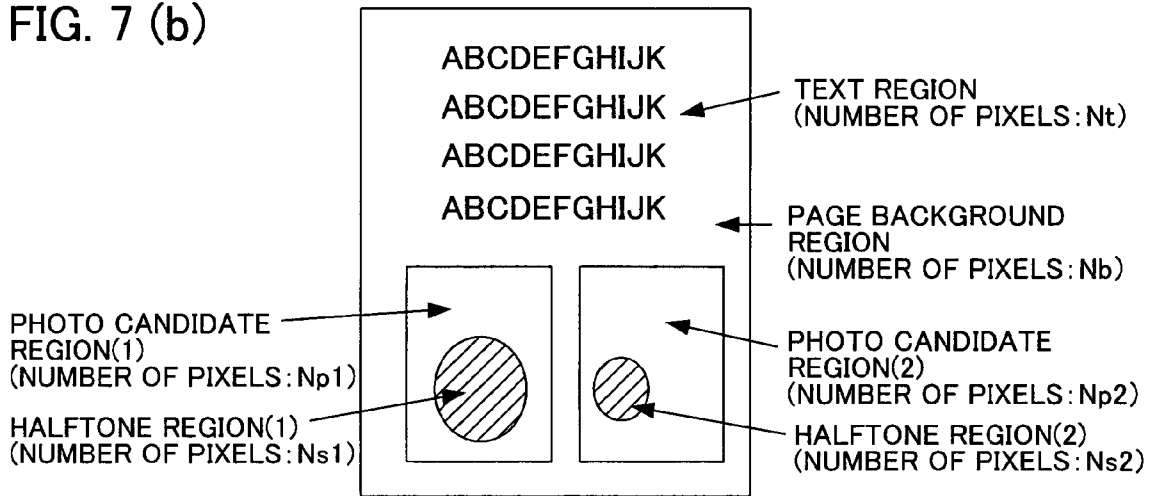 FIG. 7 (b)
ABCDEFGHIJK
ABCDEFGHIJK
ABCDEFGHIJK
ABCDEFGHIJK
TEXT REGION
(NUMBER OF PIXELS:Nt)
PAGE BACKGROUND
REGION
(NUMBER OF PIXELS:Nb)
PHOTO CANDIDATE
REGION(1)
(NUMBER OF PIXELS:Np1)
HALFTONE REGION(1)
(NUMBER OF PIXELS:Ns1)
PHOTO CANDIDATE
REGION(2)
(NUMBER OF PIXELS:Np2)
HALFTONE REGION(2)
(NUMBER OF PIXELS:Ns2)